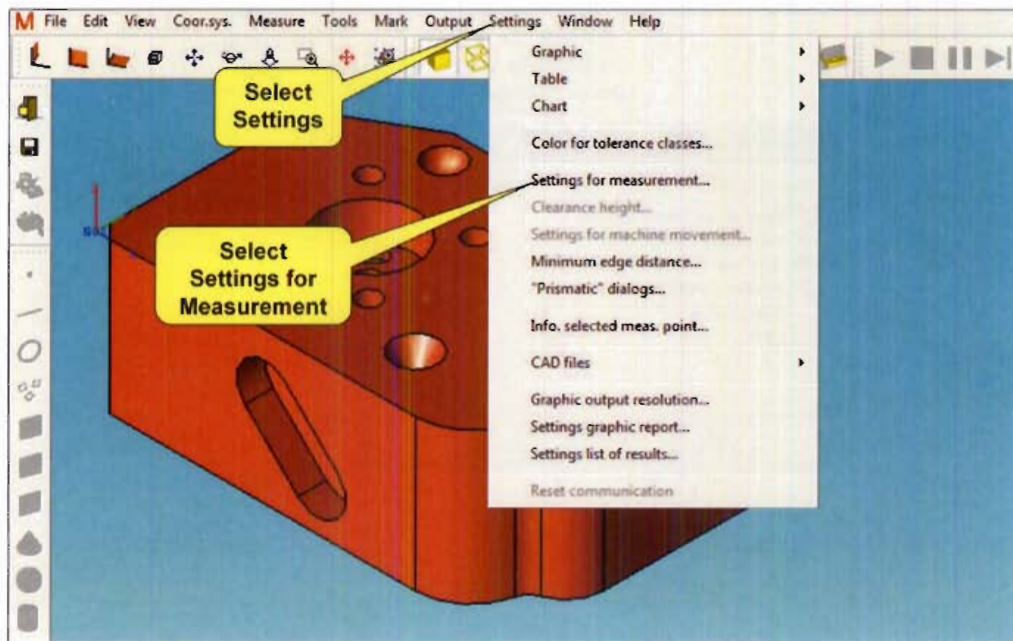 M File Edit View Coor.sys. Measure Tools Mark Output Settings Window Help
Select
Settings
Select
Settings for
Measurement
Graphic
Table
Chart
Color for tolerance classes...
Settings for measurement...
Clearance height...
Settings for machine movement...
Minimum edge distance...
"Prismatic" dialogs...
Info. selected meas. point...
CAD files
Graphic output resolution...
Settings graphic report...
Settings list of results...
Reset communication